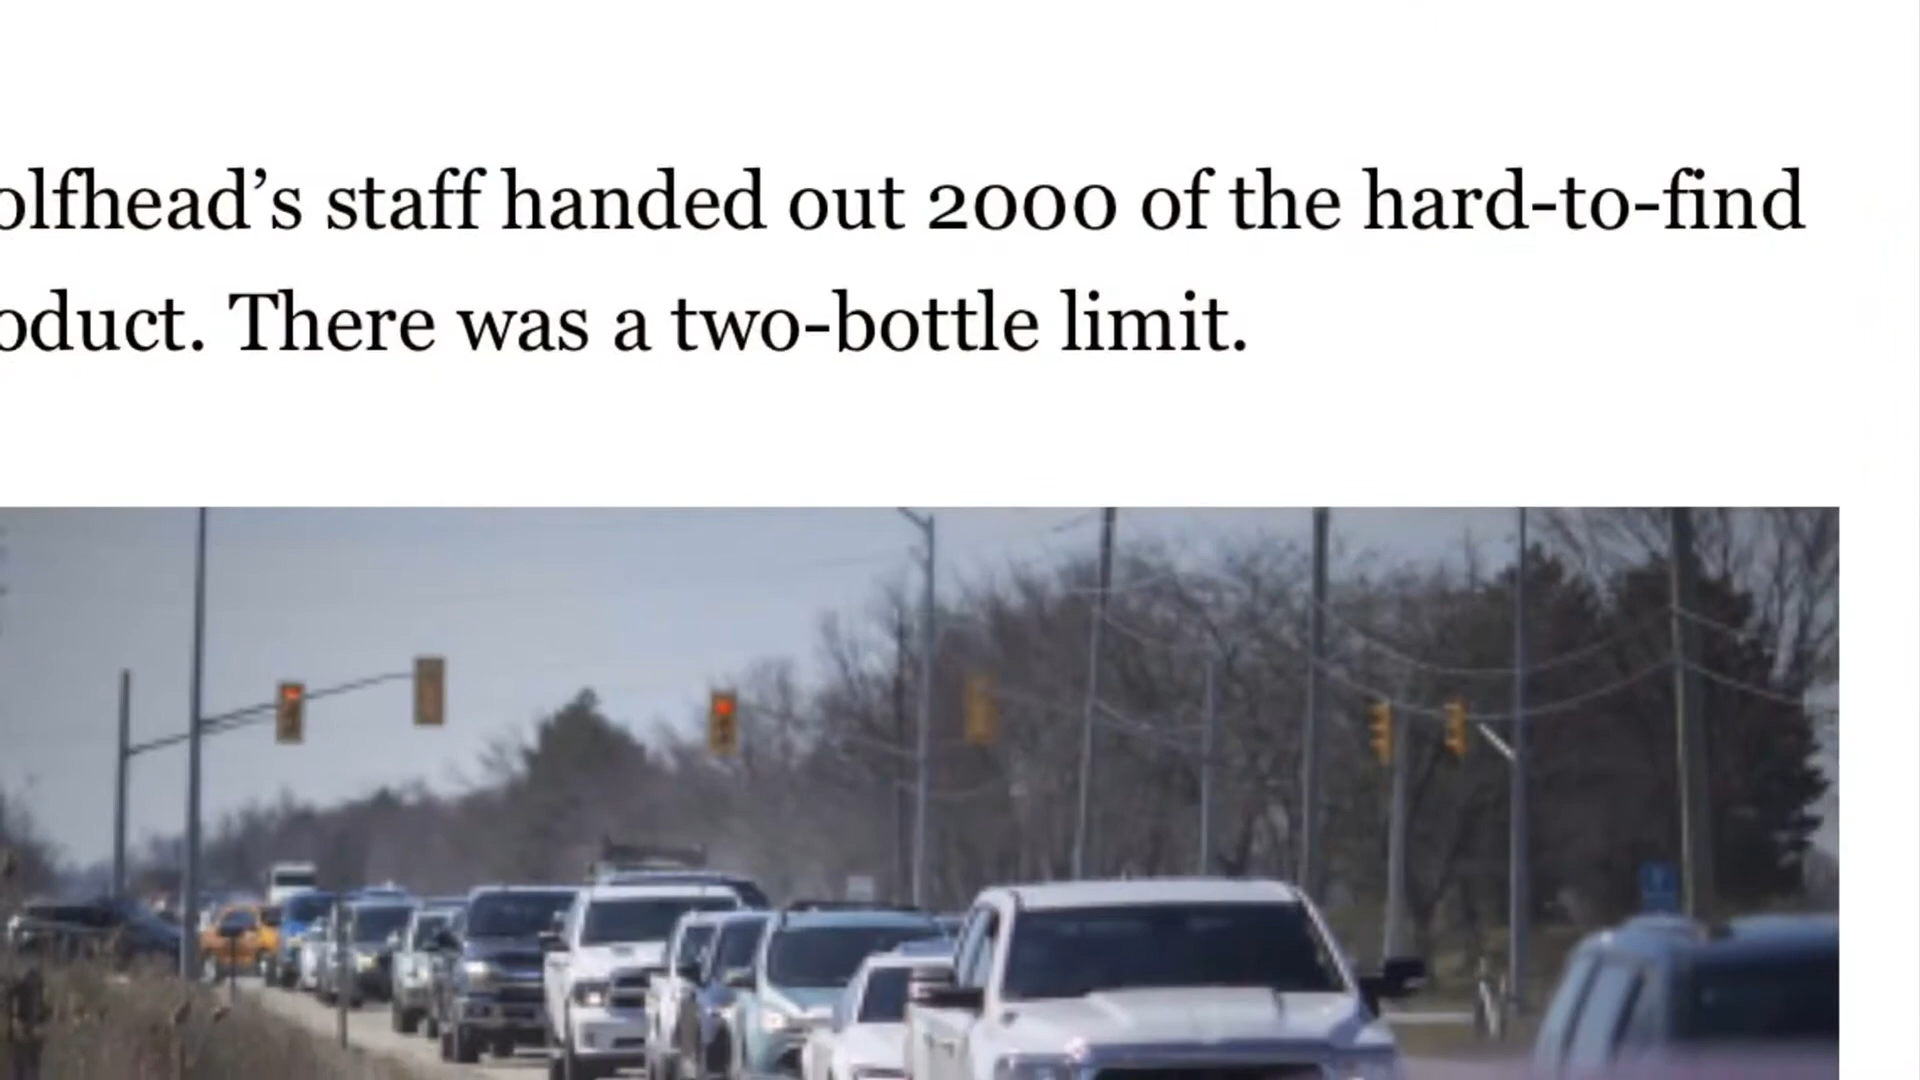 olfhead’s staff handed out 2000 of the hard-to-find
oduct. There was a two-bottle limit.